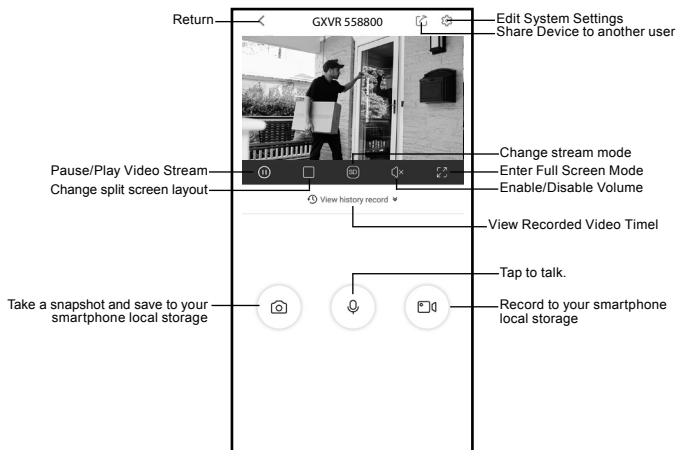 Return
GXVR 558800
Edit System Settings
Share Device to another user
Change stream mode
Pause/Play Video Stream
SD
Enter Full Screen Mode
Change split screen layout
Enable/Disable Volume
View history record
View Recorded Video Timel
Tap to talk.
Take a snapshot and save to your
smartphone local storage
Record to your smartphone
local storage